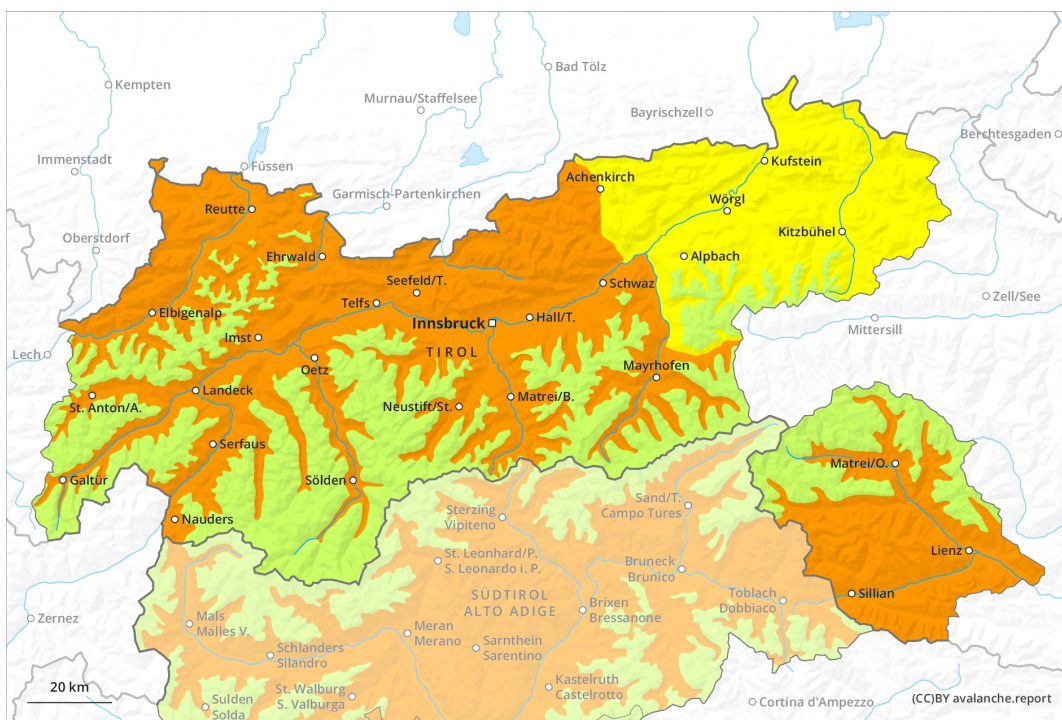 Kempten
Bad Tölz
Murnau/Staffelsee
Bayrischzell
Berchtesgaden
Immenstadt
Füssen
Kufstein
Achenkirch
Garmisch-Partenkirchen
Wörgl
Reutte
Kitzbühel
Oberstdorf
Ehrwald
Alpbach
Seefeld/T.
Schwaz
Zell/See
Telfs
Elbigenalp
Innsbruck
Hall/T.
Mittersill
Imst
Lech
TIROL
Oetz
Mayrhofen
Landeck
Matrei/B.
St. Anton/A.
Neustift/St.
Serfaus
Matrei/O.
Galtür
Sölden
Sand/T.
Campo Tures
Sterzing
Vipiteno
Nauders
Lienz
St. Leonhard/P.
S. Leonardo i. P.
Bruneck
Brunico
Sillian
SÜDTIROL
ALTO ADIGE
Toblach
Dobbiaco
Brixen
Bressanone
Zernez
Mals
Malles V.
Meran
Merano
Sarnthein
Sarentino
Schlanders
Silandro
20 km
St. Walburg
S. Valburga
Kastelruth
Castelrotto
Sulden
Solda
Cortina d'Ampezzo
(CC)BY avalanche.report